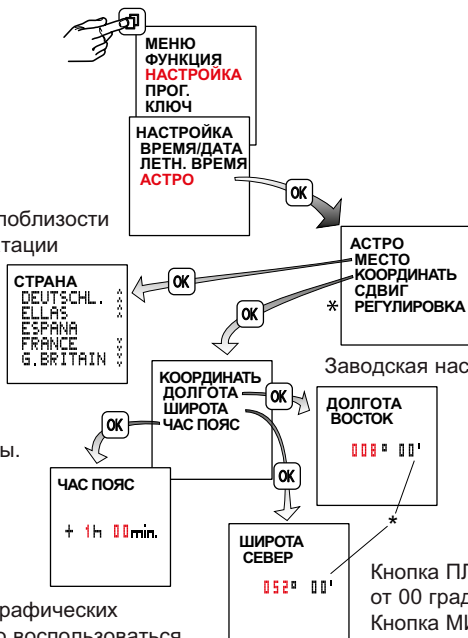 МЕНЮ
ФУНКЦИЯ
НАСТРОЙКА
ПРОГ.
КЛЮЧ
НАСТРОЙКА
ВРЕМЯ/ДАТА
ЛЕТН. ВРЕМЯ
АСТРО
OK
поблизости
тации
АСТРО
МЕСТО
КООРДИНАТЬ
СДВИГ
* РЕГУЛИРОВКА
OK
СТРАНА
DEUTSCHL.
ELLAS
ESPANA
FRANCE
G.BRITAIN
OK
Заводская нас
КООРДИНАТЬ
ДОЛГОТА
ШИРОТА
ЧАС ПОЯС
OK
ДОЛГОТА
ВОСТОК
008° 00'
OK
ы.
OK
ЧАС ПОЯС
+ 1h 00min.
*
ШИРОТА
СЕВЕР
052° 00'
Кнопка ПЛ
от 00 град
Кнопка МИ
рафических
о воспользоваться